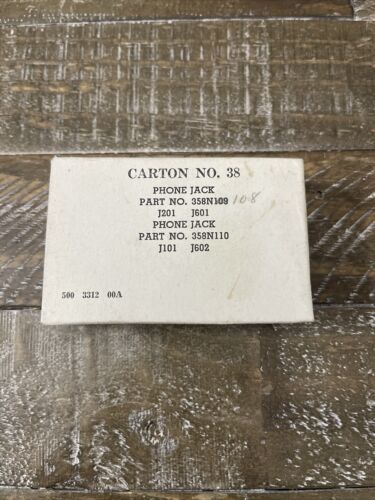 CARTON NO. 38
PHONE JACK
PART NO. 358N109 108
J201 J601
PHONE JACK
PART NO. 358N110
J101 J602
500 3312 00A